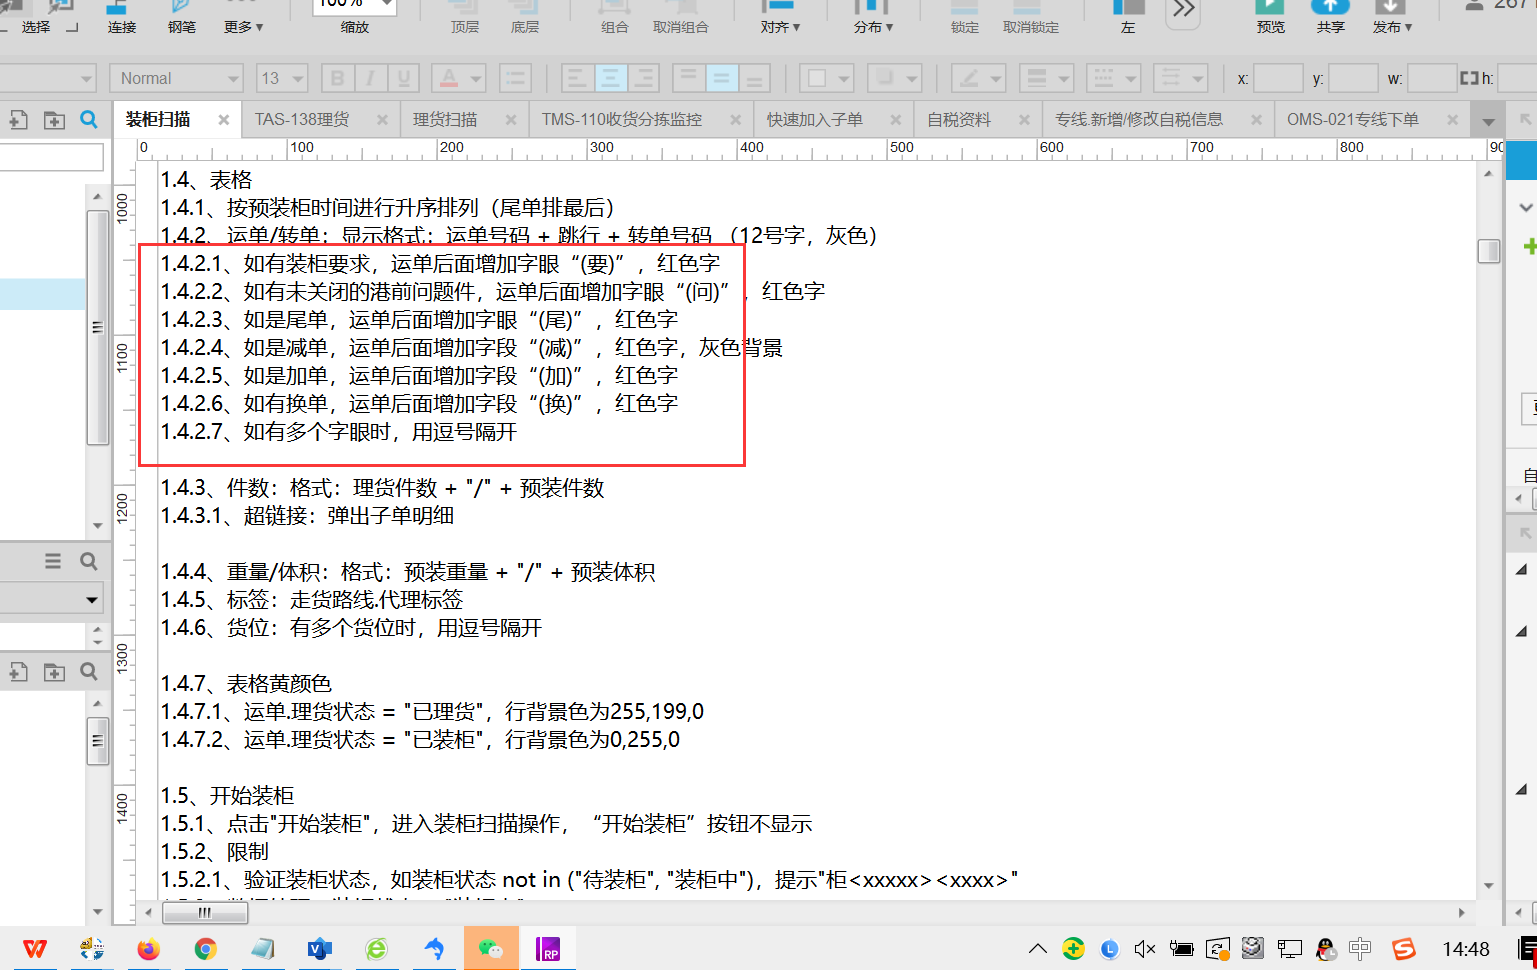 选择
连接
钢笔
更多▾
100%
缩放
顶层
底层
组合
取消组合
对齐▾
分布▾
锁定
取消锁定
左
预览
共享
发布▾
Normal
13
B I U
A
x:
y:
w:
h:
装柜扫描
TAS-138理货
理货扫描
TMS-110收货分拣监控
快速加入子单
自税资料
专线.新增/修改自税信息
OMS-021专线下单
0 100 200 300 400 500 600 700 800
1000
1100
1200
1300
1400
1.4、表格
1.4.1、按预装柜时间进行升序排列（尾单排最后）
1.4.2、运单/转单：显示格式：运单号码 + 跳行 + 转单号码 （12号字，灰色）
1.4.2.1、如有装柜要求，运单后面增加字眼“(要)”，红色字
1.4.2.2、如有未关闭的港前问题件，运单后面增加字眼“(问)”，红色字
1.4.2.3、如是尾单，运单后面增加字眼“(尾)”，红色字
1.4.2.4、如是减单，运单后面增加字段“(减)”，红色字，灰色背景
1.4.2.5、如是加单，运单后面增加字段“(加)”，红色字
1.4.2.6、如有换单，运单后面增加字段“(换)”，红色字
1.4.2.7、如有多个字眼时，用逗号隔开
1.4.3、件数：格式：理货件数 + "/" + 预装件数
1.4.3.1、超链接：弹出子单明细
1.4.4、重量/体积：格式：预装重量 + "/" + 预装体积
1.4.5、标签：走货路线.代理标签
1.4.6、货位：有多个货位时，用逗号隔开
1.4.7、表格黄颜色
1.4.7.1、运单.理货状态 = "已理货"，行背景色为255,199,0
1.4.7.2、运单.理货状态 = "已装柜"，行背景色为0,255,0
1.5、开始装柜
1.5.1、点击"开始装柜"，进入装柜扫描操作，“开始装柜”按钮不显示
1.5.2、限制
1.5.2.1、验证装柜状态，如装柜状态 not in ("待装柜", "装柜中")，提示"柜<xxxxx><xxxx>"
RP
中
14:48